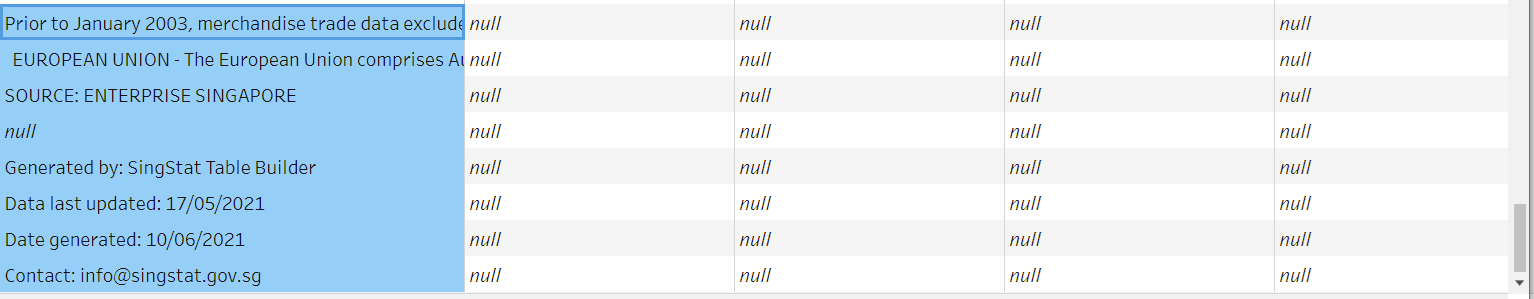 Prior to January 2003, merchandise trade data exclude null null null null
EUROPEAN UNION - The European Union comprises Au null null null null
SOURCE: ENTERPRISE SINGAPORE null null null null
null null null null null
Generated by: SingStat Table Builder null null null null
Data last updated: 17/05/2021 null null null null
Date generated: 10/06/2021 null null null null
Contact: info@singstat.gov.sg null null null null